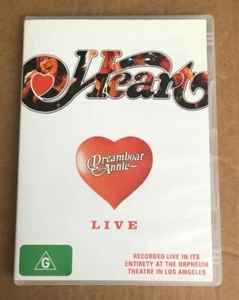 Heart
Dreamboat
Annie
LIVE
G
RECORDED LIVE IN ITS
ENTIRETY AT THE ORPHEUM
THEATRE IN LOS ANGELES